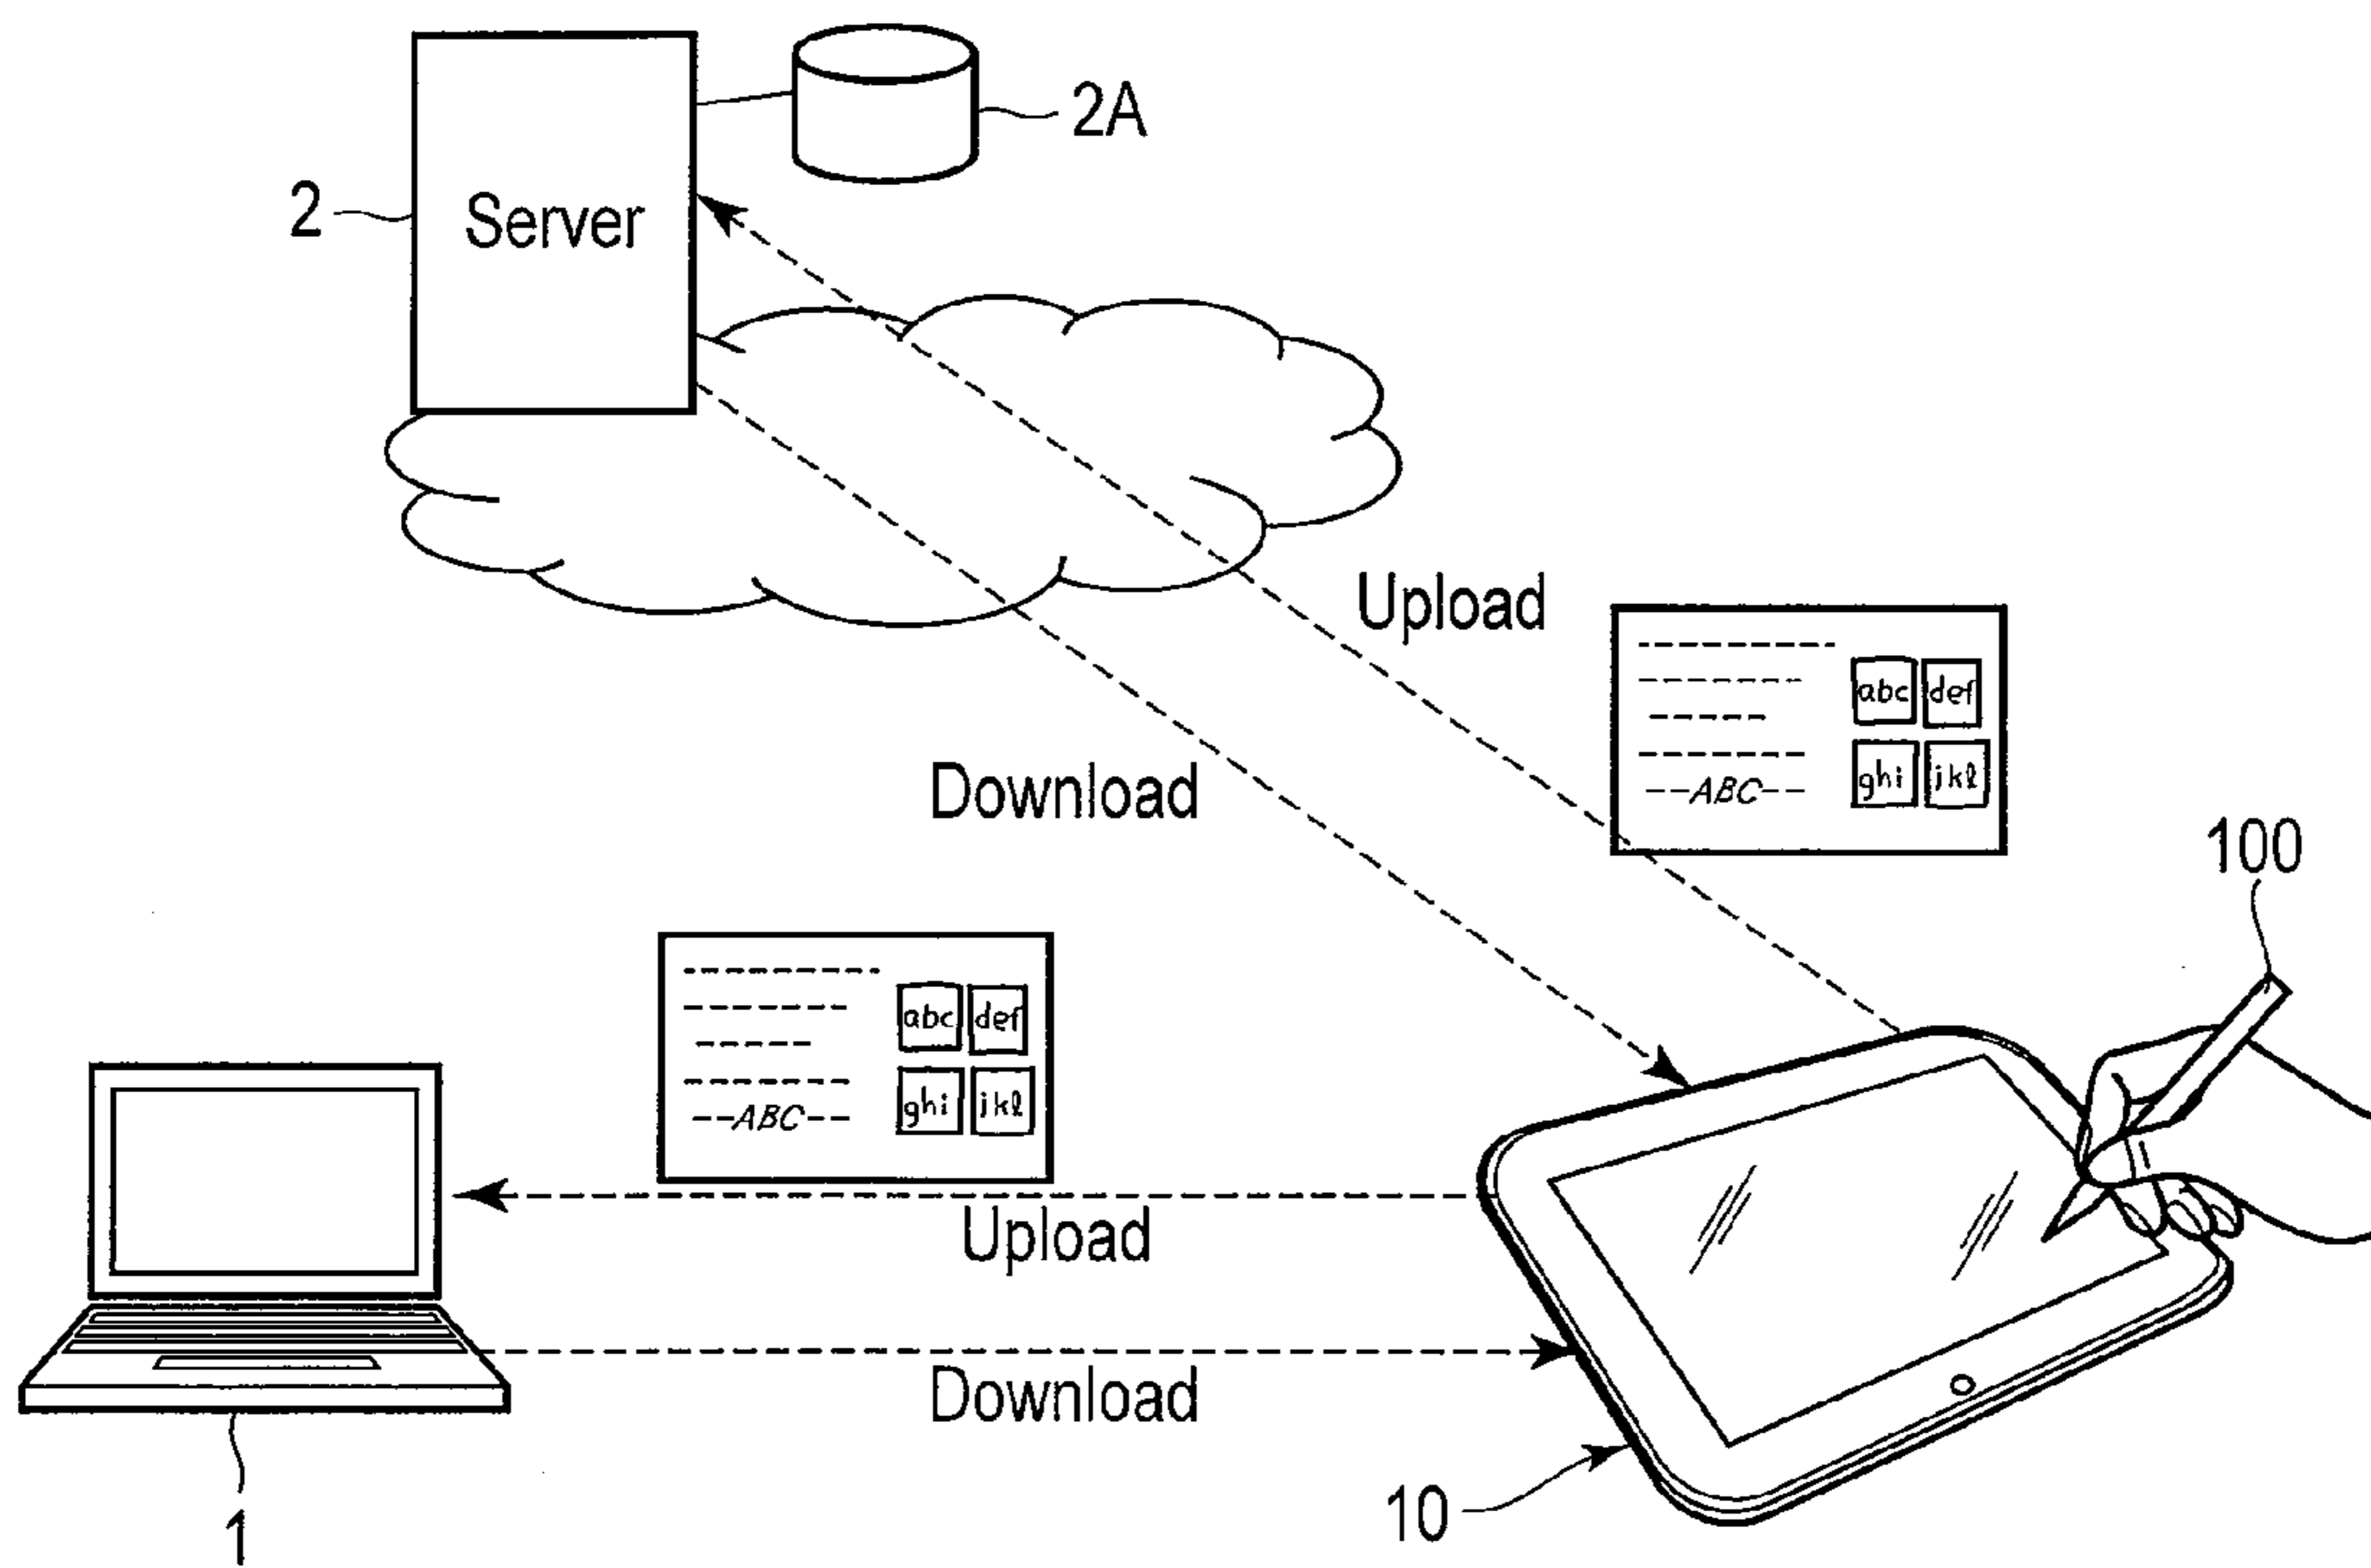 2A
2
Server
Upload
abc def
ghi jkl
--ABC--
Download
100
abc def
ghi jkl
--ABC--
Upload
Download
10
1